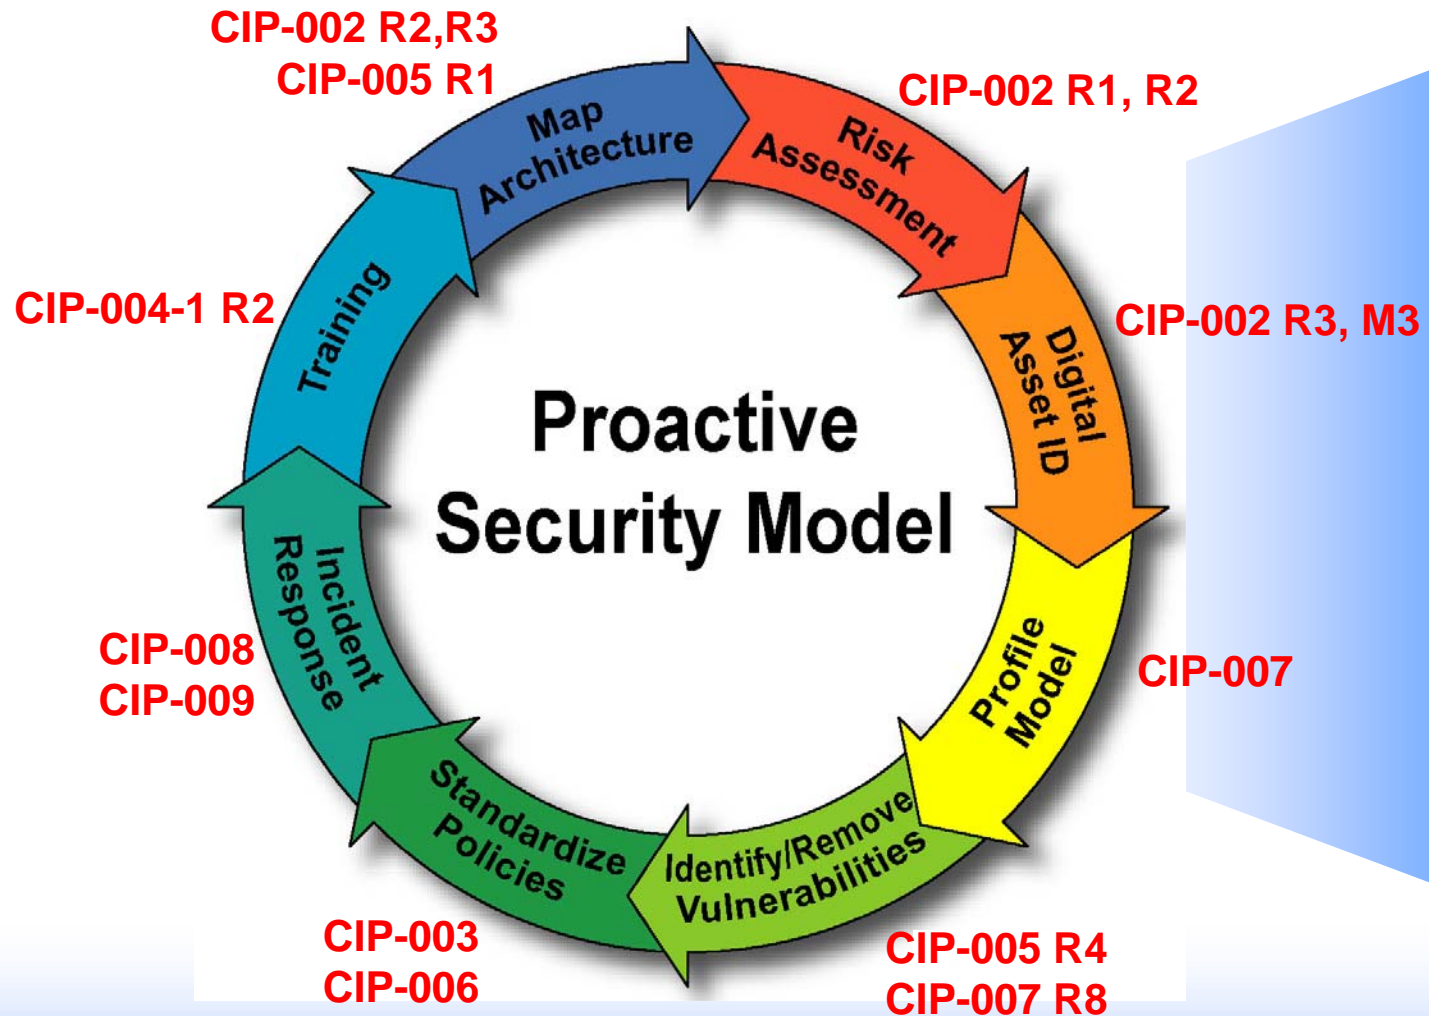 CIP-002 R2,R3
CIP-005 R1
Map
Architecture
CIP-002 R1, R2
Risk
Assessment
CIP-002 R3, M3
Digital
Asset ID
CIP-007
Profile
Model
Identify/Remove
Vulnerabilities
CIP-005 R4
CIP-007 R8
Standardize
Policies
CIP-003
CIP-006
Incident
Response
CIP-008
CIP-009
Training
CIP-004-1 R2
Proactive
Security Model